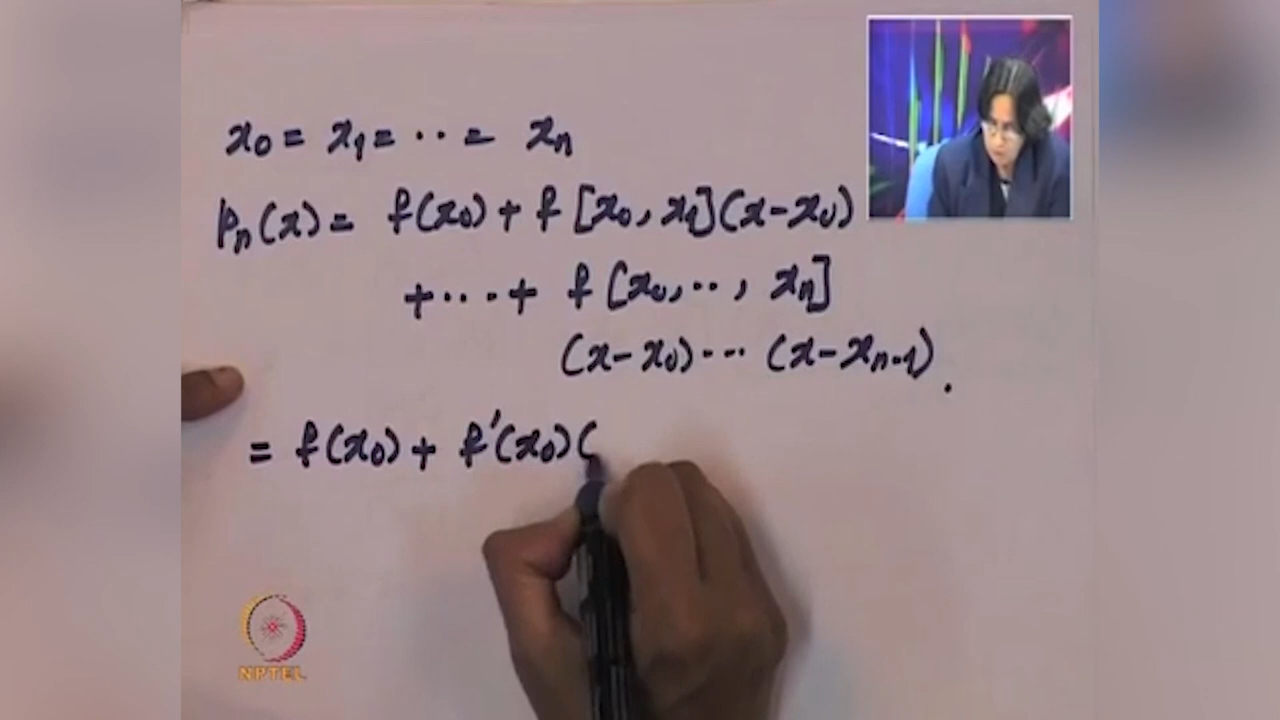 x₀ = x₁ = ·· = xₙ
pₙ(x) = f(x₀) + f[x₀, x₁](x-x₀)
+ ··· + f[x₀, ··, xₙ]
(x-x₀) ··· (x-xₙ₋₁).
= f(x₀) + f'(x₀)(
NPTEL